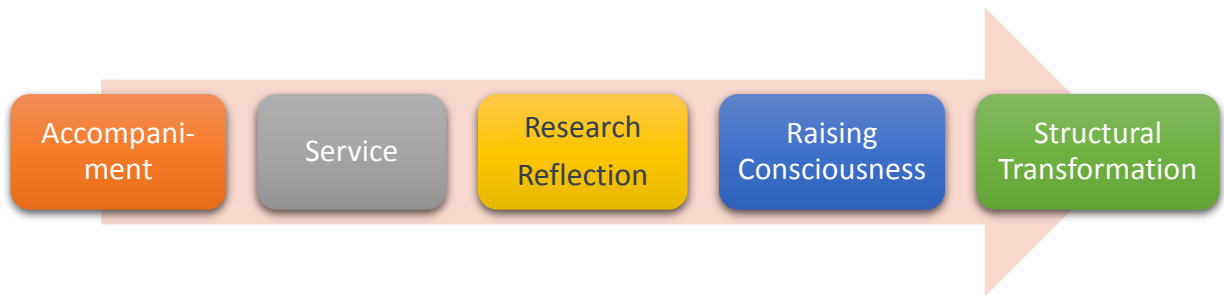 Accompani-
ment
Service
Research
Reflection
Raising
Consciousness
Structural
Transformation